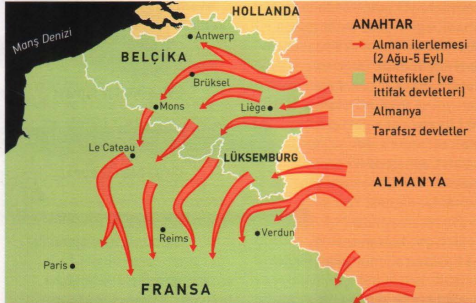 HOLLANDA
Manş Denizi
Antwerp
BELÇİKA
Brüksel
Mons
Liège
Le Cateau
LÜKSEMBURG
ALMANYA
Reims
Verdun
Paris
FRANSA
ANAHTAR
Alman ilerlemesi
(2 Ağu-5 Eyl)
Müttefikler (ve
ittifak devletleri)
Almanya
Tarafsız devletler